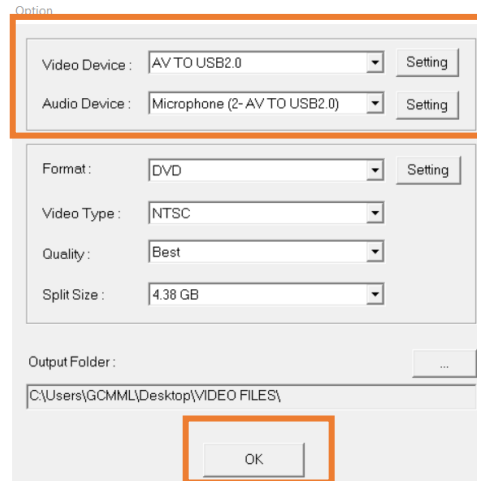 Option
Video Device : AV TO USB2.0 Setting
Audio Device : Microphone (2- AV TO USB2.0) Setting
Format : DVD Setting
Video Type : NTSC
Quality : Best
Split Size : 4.38 GB
Output Folder : ...
C:\Users\GCMML\Desktop\VIDEO FILES\
OK